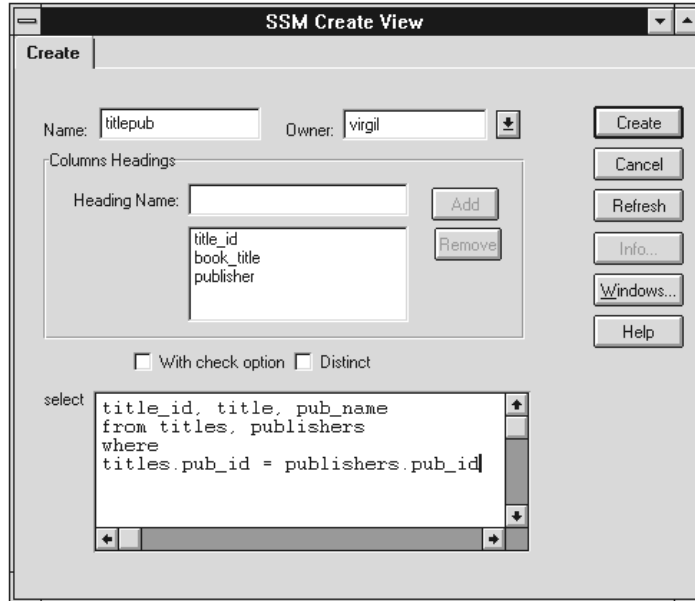 SSM Create View
Create
Name: titlepub Owner: virgil
Create
Columns Headings
Cancel
Heading Name:
Add
Refresh
title_id
book_title
publisher
Remove
Info...
Windows...
Help
With check option Distinct
select
title_id, title, pub_name
from titles, publishers
where
titles.pub_id = publishers.pub_id